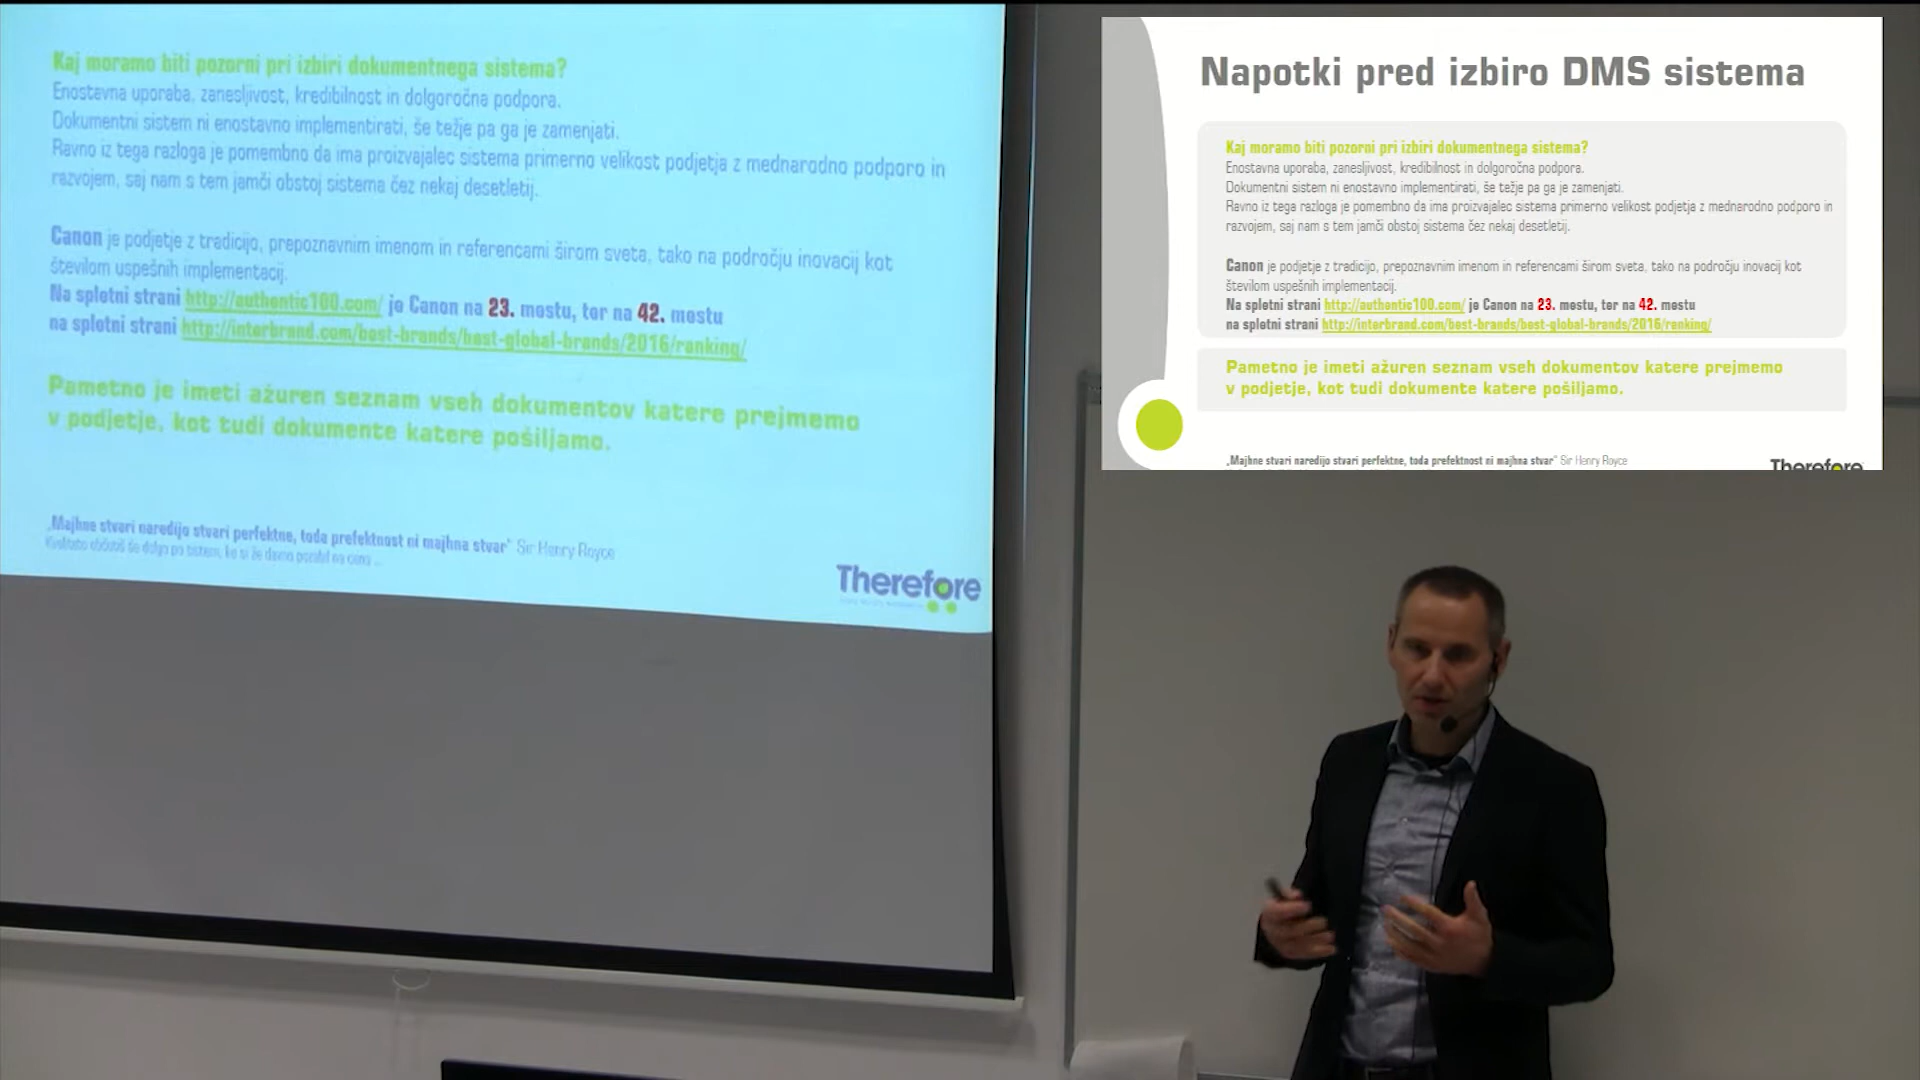 Kaj moramo biti pozorni pri izbiri dokumentnega sistema?
Enostavna uporaba, zanesljivost, kredibilnost in dolgoročna podpora.
Dokumentni sistem ni enostavno implementirati, še težje pa ga je zamenjati.
Ravno iz tega razloga je pomembno da ima proizvajalec sistema primerno velikost podjetja z mednarodno podporo in
razvojem, saj nam s tem jamči obstoj sistema čez nekaj desetletij.
Canon je podjetje z tradicijo, prepoznavnim imenom in referencami širom sveta, tako na področju inovacij kot
številom uspešnih implementacij.
Na spletni strani http://authentic100.com/ je Canon na 23. mestu, ter na 42. mestu
na spletni strani http://interbrand.com/best-brands/best-global-brands/2016/ranking/
Pametno je imeti ažuren seznam vseh dokumentov katere prejmemo
v podjetje, kot tudi dokumente katere pošiljamo.
„Majhne stvari naredijo stvari perfektne, toda prefektnost ni majhna stvar" Sir Henry Royce
Therefore
Napotki pred izbiro DMS sistema
Kaj moramo biti pozorni pri izbiri dokumentnega sistema?
Enostavna uporaba, zanesljivost, kredibilnost in dolgoročna podpora.
Dokumentni sistem ni enostavno implementirati, še težje pa ga je zamenjati.
Ravno iz tega razloga je pomembno da ima proizvajalec sistema primerno velikost podjetja z mednarodno podporo in
razvojem, saj nam s tem jamči obstoj sistema čez nekaj desetletij.
Canon je podjetje z tradicijo, prepoznavnim imenom in referencami širom sveta, tako na področju inovacij kot
številom uspešnih implementacij.
Na spletni strani http://authentic100.com/ je Canon na 23. mestu, ter na 42. mestu
na spletni strani http://interbrand.com/best-brands/best-global-brands/2016/ranking/
Pametno je imeti ažuren seznam vseh dokumentov katere prejmemo
v podjetje, kot tudi dokumente katere pošiljamo.
„Majhne stvari naredijo stvari perfektne, toda prefektnost ni majhna stvar" Sir Henry Royce
Therefore